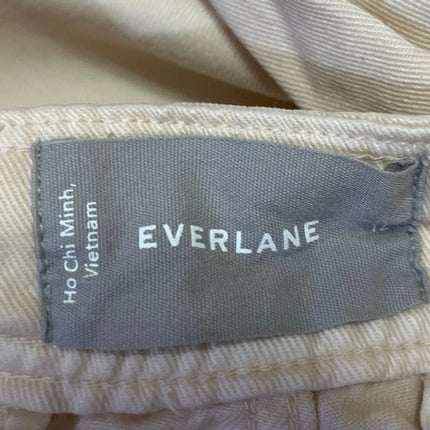 Ho Chi Minh,
Vietnam
EVERLANE